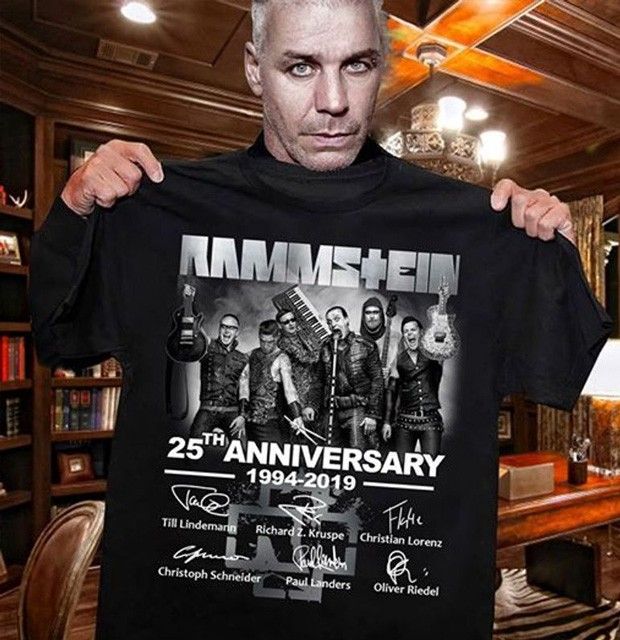 RAMMSTEIN
25TH ANNIVERSARY
1994-2019
Till Lindemann Richard Z. Kruspe Christian Lorenz
Christoph Schneider Paul Landers Oliver Riedel